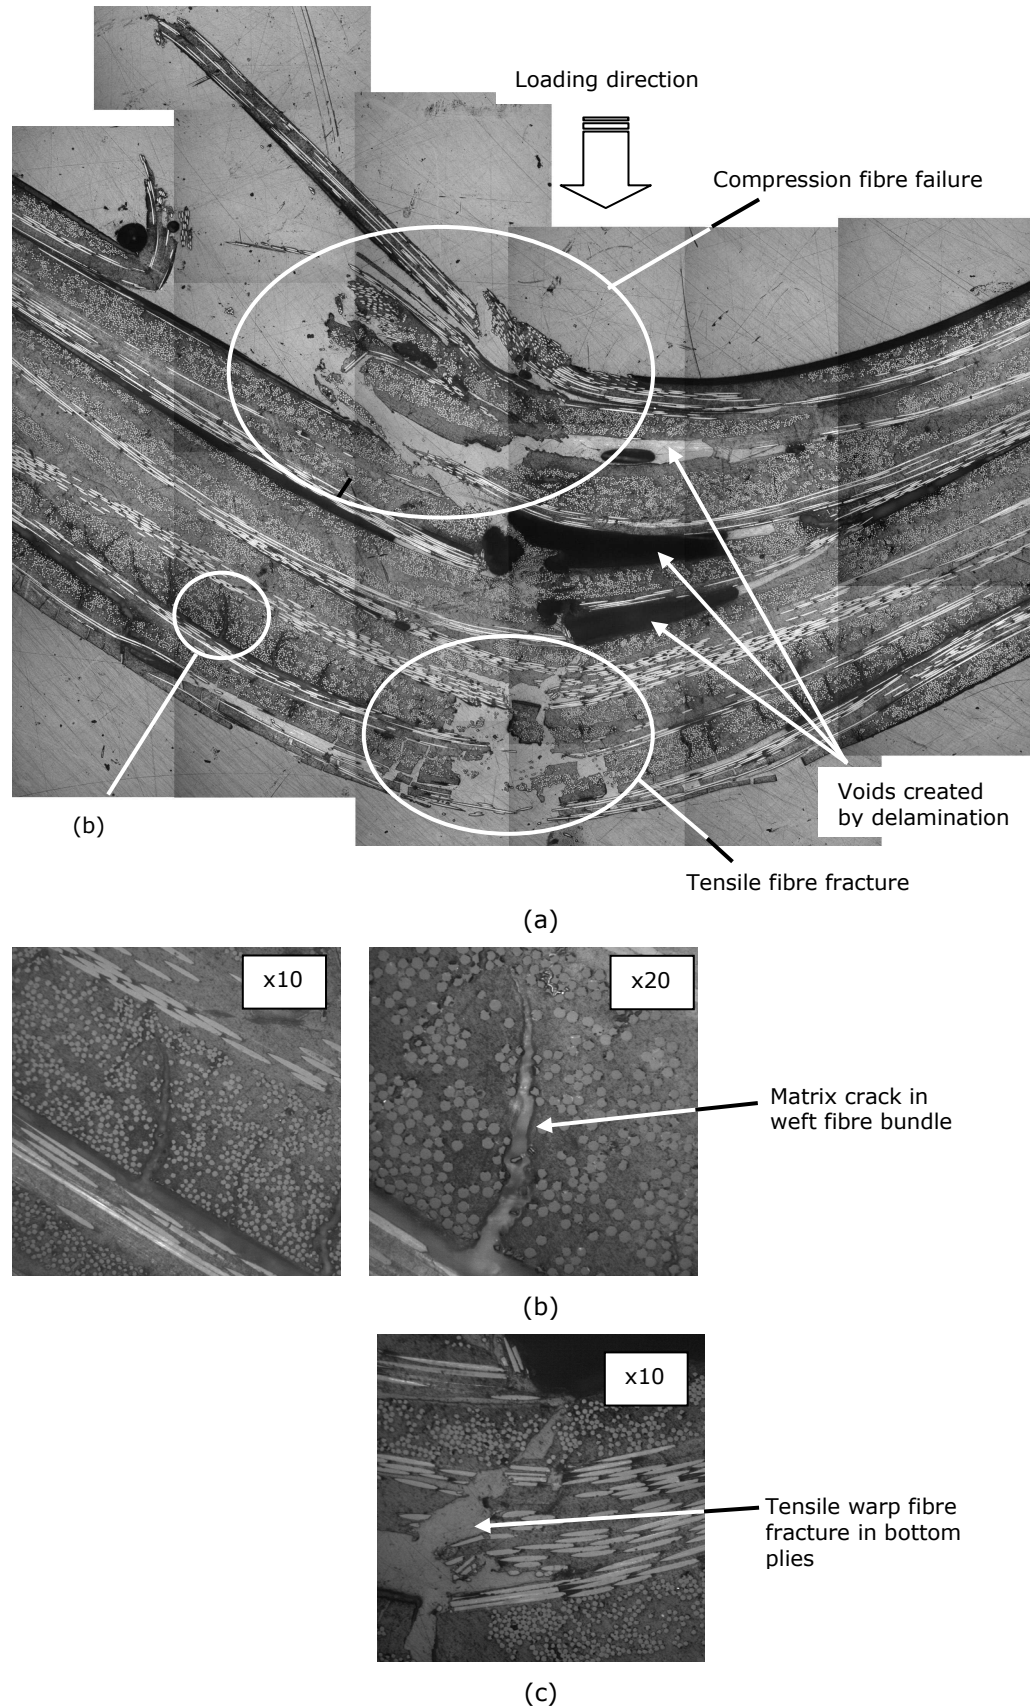 Loading direction
Compression fibre failure
Voids created
by delamination
(b)
Tensile fibre fracture
(a)
x10
x20
Matrix crack in
weft fibre bundle
(b)
x10
Tensile warp fibre
fracture in bottom
plies
(c)